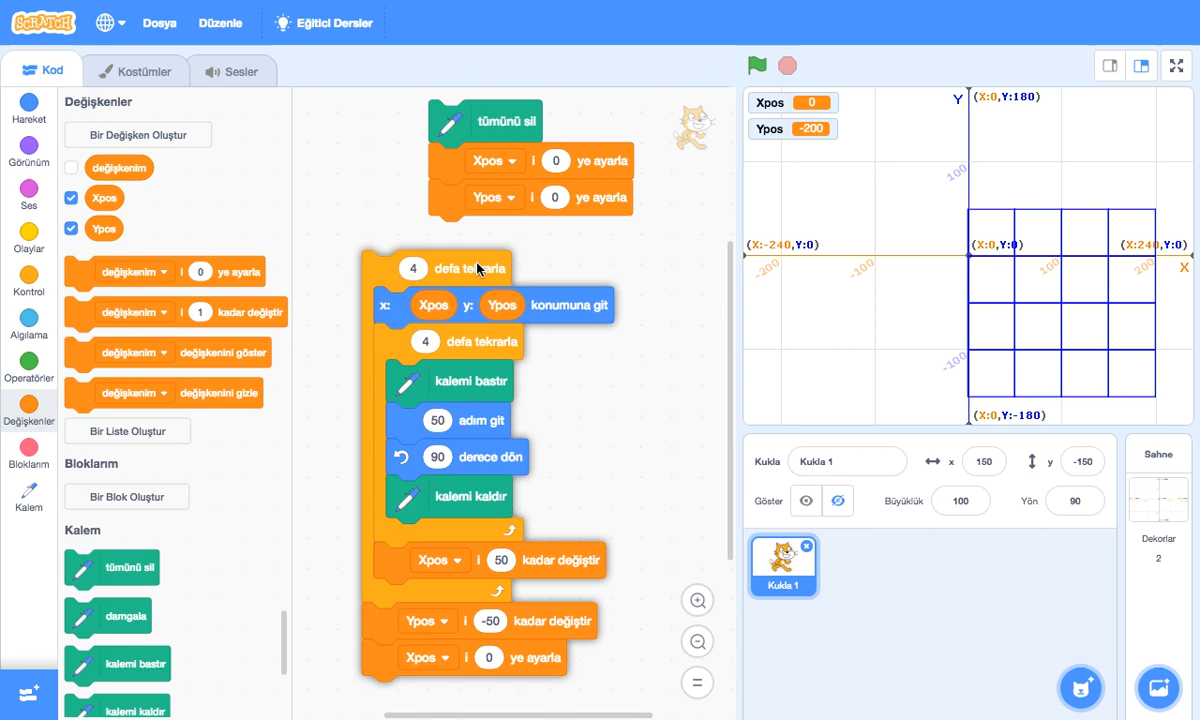 SCRATCH
Dosya
Düzenle
Eğitici Dersler
Kod
Kostümler
Sesler
Hareket
Görünüm
Ses
Olaylar
Kontrol
Algılama
Operatörler
Değişkenler
Bloklarım
Kalem
Değişkenler
Bir Değişken Oluştur
değişkenim
Xpos
Ypos
değişkenim i 0 ye ayarla
değişkenim i 1 kadar değiştir
değişkenim değişkenini göster
değişkenim değişkenini gizle
Bir Liste Oluştur
Bloklarım
Bir Blok Oluştur
Kalem
tümünü sil
damgala
kalemi bastır
kalemi kaldır
tümünü sil
Xpos i 0 ye ayarla
Ypos i 0 ye ayarla
4 defa tekrarla
x: Xpos y: Ypos konumuna git
4 defa tekrarla
kalemi bastır
50 adım git
90 derece dön
kalemi kaldır
Xpos i 50 kadar değiştir
Ypos i -50 kadar değiştir
Xpos i 0 ye ayarla
Xpos 0
Ypos -200
Y (X:0,Y:180)
100
(X:-240,Y:0) (X:0,Y:0) (X:240,Y:0)
-200 -100 100 200 X
-100
(X:0,Y:-180)
Kukla Kukla 1 x 150 y -150
Göster Büyüklük 100 Yön 90
Kukla 1
Sahne
Dekorlar
2